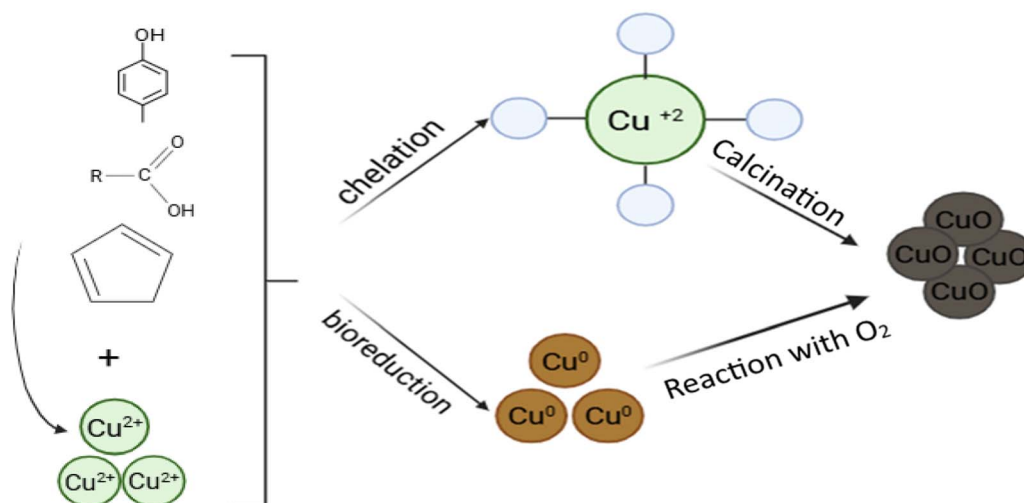 OH
O
R
C
OH
+
Cu2+
Cu2+
Cu2+
chelation
bioreduction
Cu +2
Calcination
Cu0
Cu0
Cu0
Reaction with O2
CuO
CuO
CuO
CuO